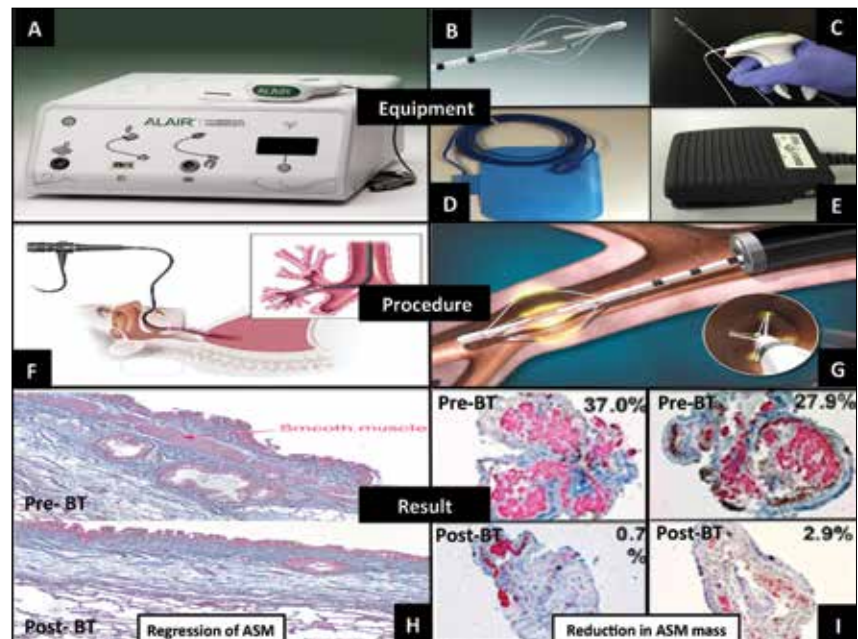 A
B
C
ALAIR
ALAIR
Equipment
D
E
Procedure
F
G
Smooth muscle
Pre- BT
Pre-BT
37.0%
Pre-BT
27.9%
Result
Post- BT
Regression of ASM
H
Post-BT
0.7
%
Post-BT
2.9%
Reduction in ASM mass
I